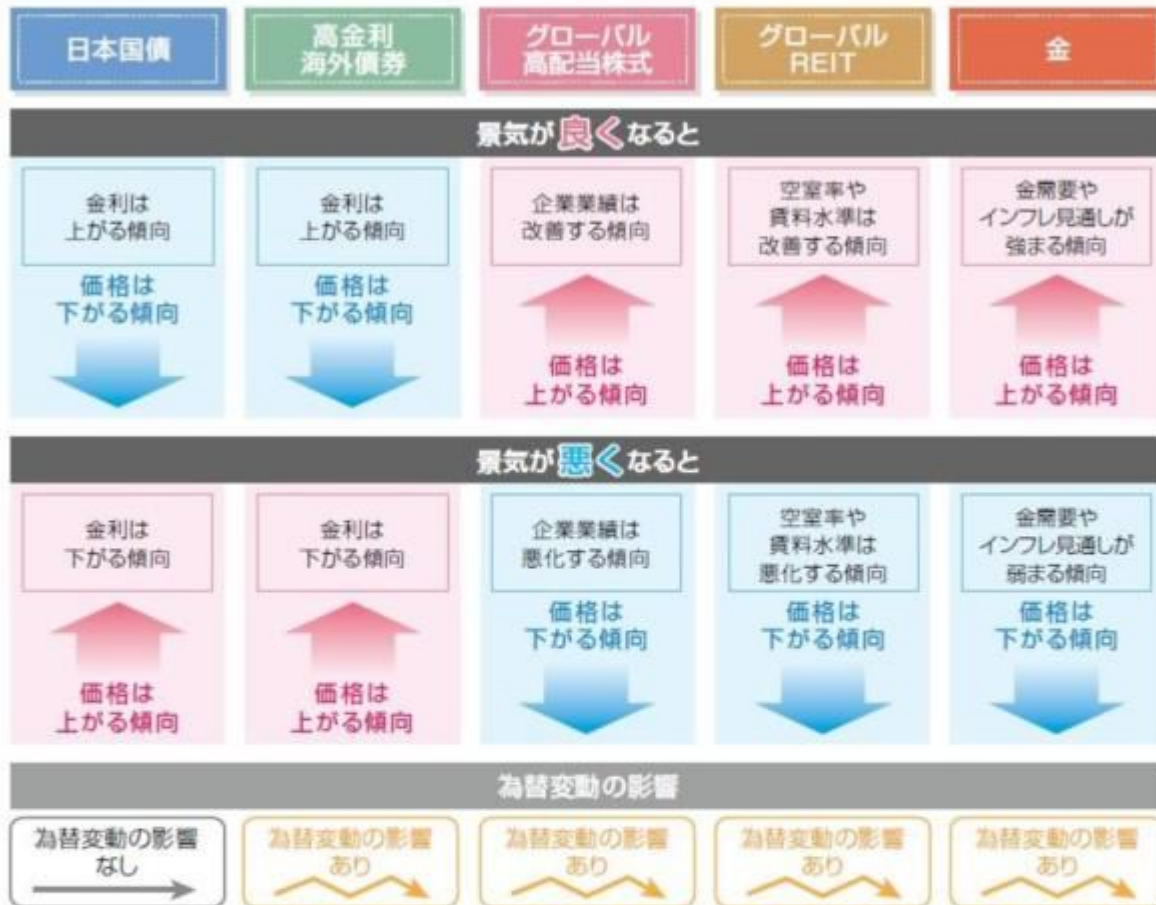 日本国債
高金利
海外債券
グローバル
高配当株式
グローバル
REIT
金
景気が良くなると
金利は
上がる傾向
価格は
下がる傾向
金利は
上がる傾向
価格は
下がる傾向
企業業績は
改善する傾向
価格は
上がる傾向
空室率や
賃料水準は
改善する傾向
価格は
上がる傾向
金需要や
インフレ見通しが
強まる傾向
価格は
上がる傾向
景気が悪くなると
金利は
下がる傾向
価格は
上がる傾向
金利は
下がる傾向
価格は
上がる傾向
企業業績は
悪化する傾向
価格は
下がる傾向
空室率や
賃料水準は
悪化する傾向
価格は
下がる傾向
金需要や
インフレ見通しが
弱まる傾向
価格は
下がる傾向
為替変動の影響
為替変動の影響
なし
為替変動の影響
あり
為替変動の影響
あり
為替変動の影響
あり
為替変動の影響
あり